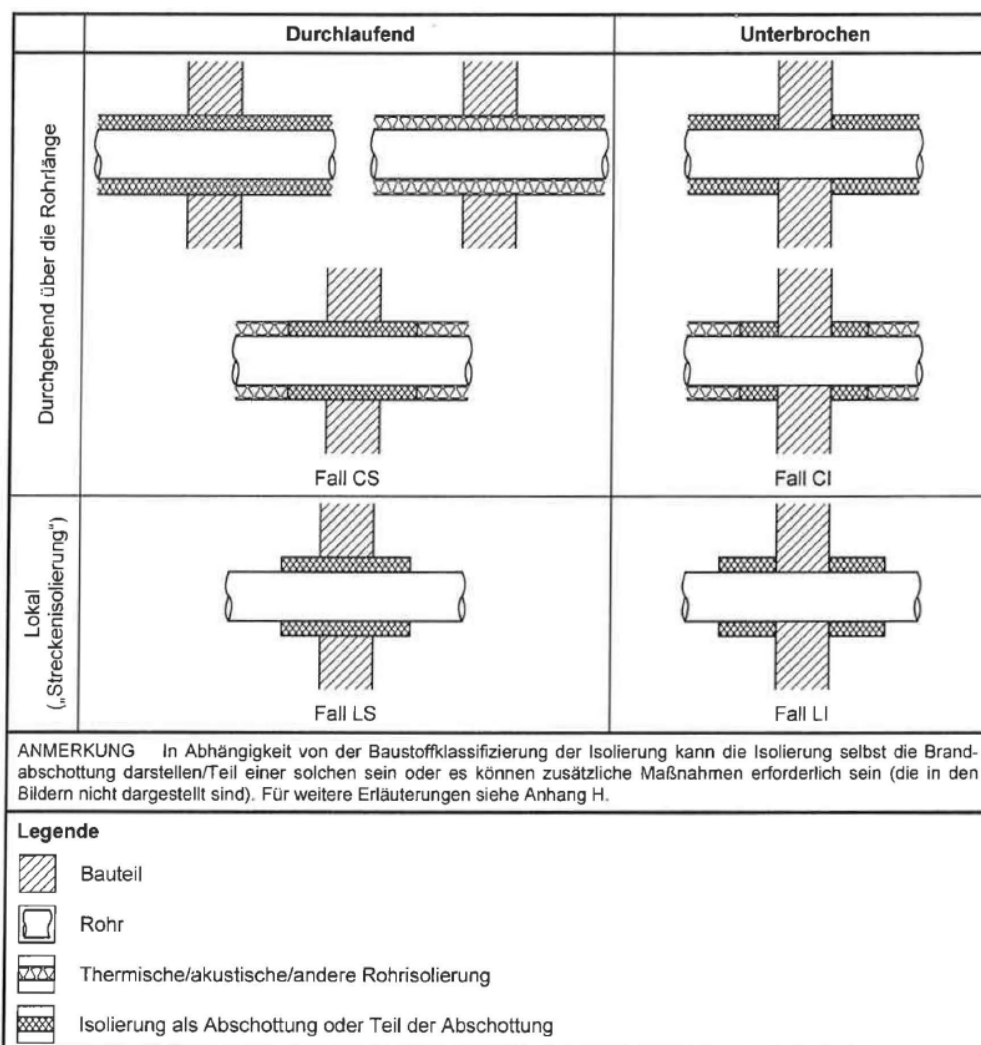 Durchlaufend
Unterbrochen
Durchgehend über die Rohrlänge
Fall CS
Fall CI
Lokal
(„Streckenisolierung“)
Fall LS
Fall LI
ANMERKUNG In Abhängigkeit von der Baustoffklassifizierung der Isolierung kann die Isolierung selbst die Brand-
abschottung darstellen/Teil einer solchen sein oder es können zusätzliche Maßnahmen erforderlich sein (die in den
Bildern nicht dargestellt sind). Für weitere Erläuterungen siehe Anhang H.
Legende
Bauteil
Rohr
Thermische/akustische/andere Rohrisolierung
Isolierung als Abschottung oder Teil der Abschottung